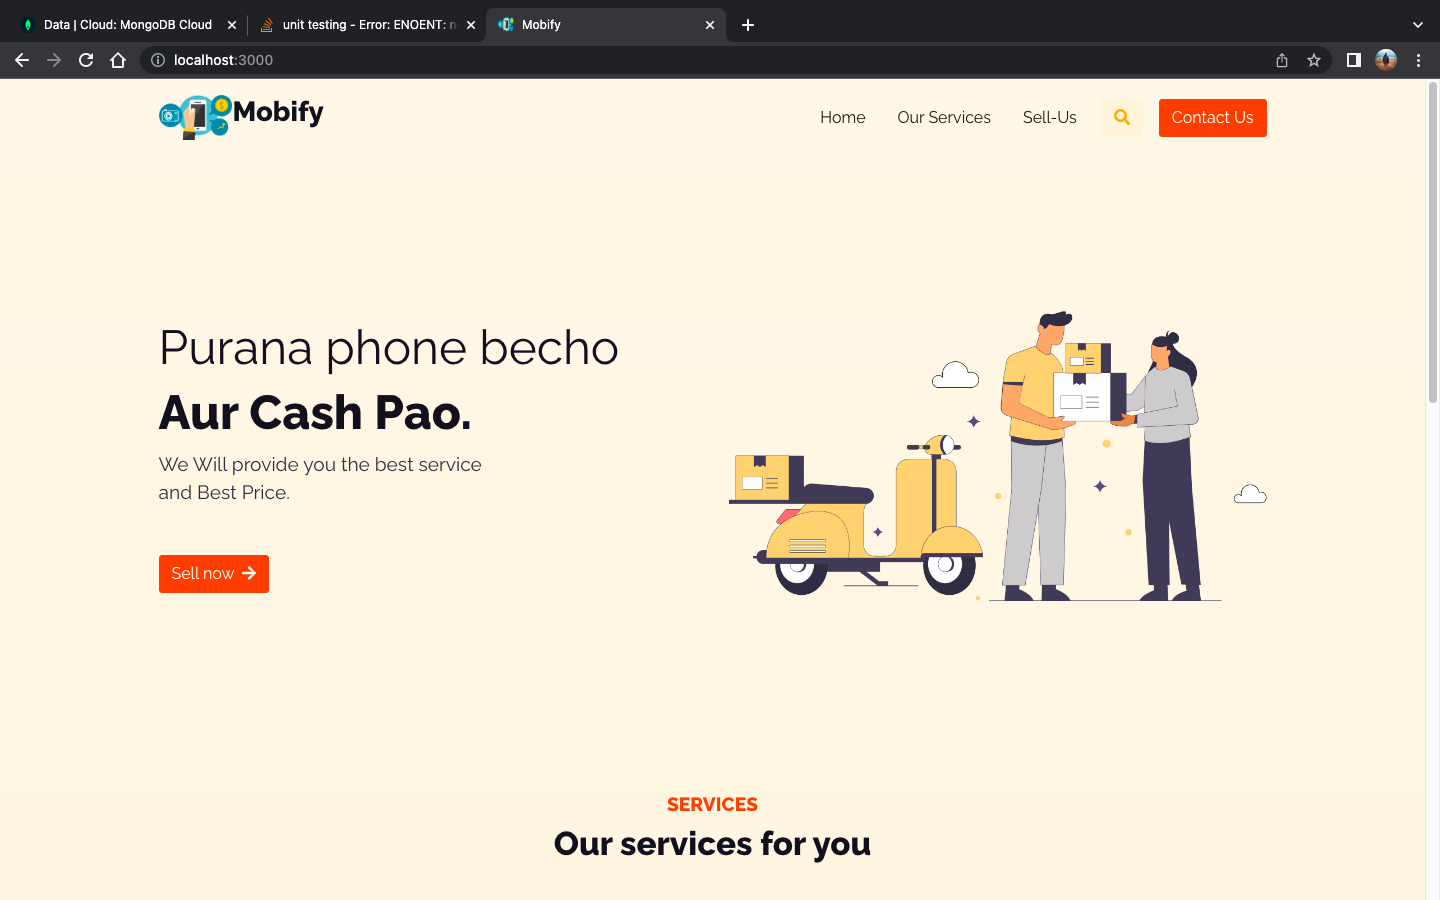 Data | Cloud: MongoDB Cloud
unit testing - Error: ENOENT:
Mobify
localhost:3000
Mobify
Home
Our Services
Sell-Us
Contact Us
Purana phone becho
Aur Cash Pao.
We Will provide you the best service
and Best Price.
Sell now
SERVICES
Our services for you